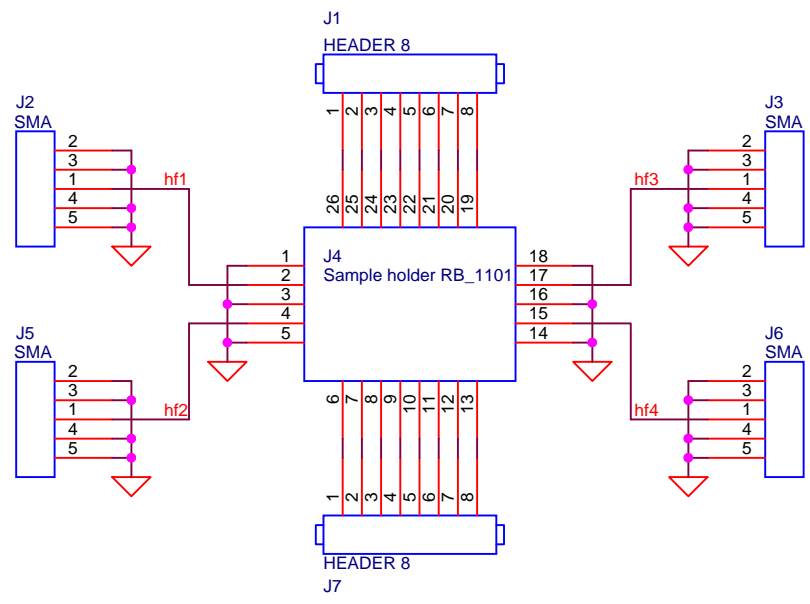 J1
HEADER 8
1 2 3 4 5 6 7 8
J2
SMA
2
3
1
4
5
hf1
J3
SMA
2
3
1
4
5
hf3
26 25 24 23 22 21 20 19
J4
Sample holder RB_1101
1
2
3
4
5
18
17
16
15
14
J5
SMA
2
3
1
4
5
hf2
J6
SMA
2
3
1
4
5
hf4
6 7 8 9 10 11 12 13
1 2 3 4 5 6 7 8
HEADER 8
J7